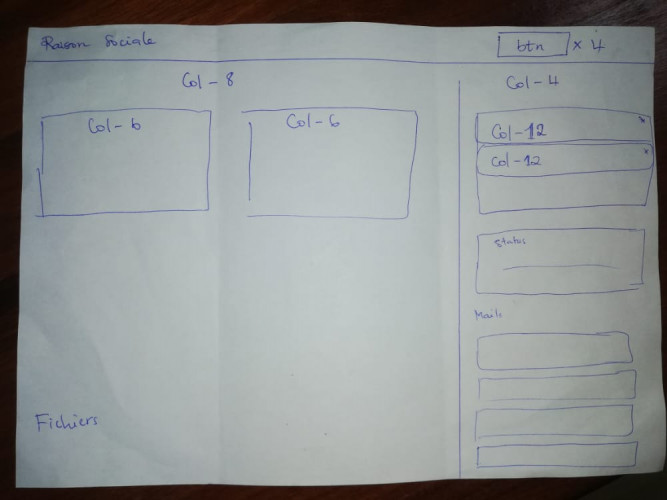 Raison Sociale
btn × 4
Col - 8
Col - 4
Col - 6
Col - 6
Col - 12
x
Col - 12
x
Status
Mails
Fichiers